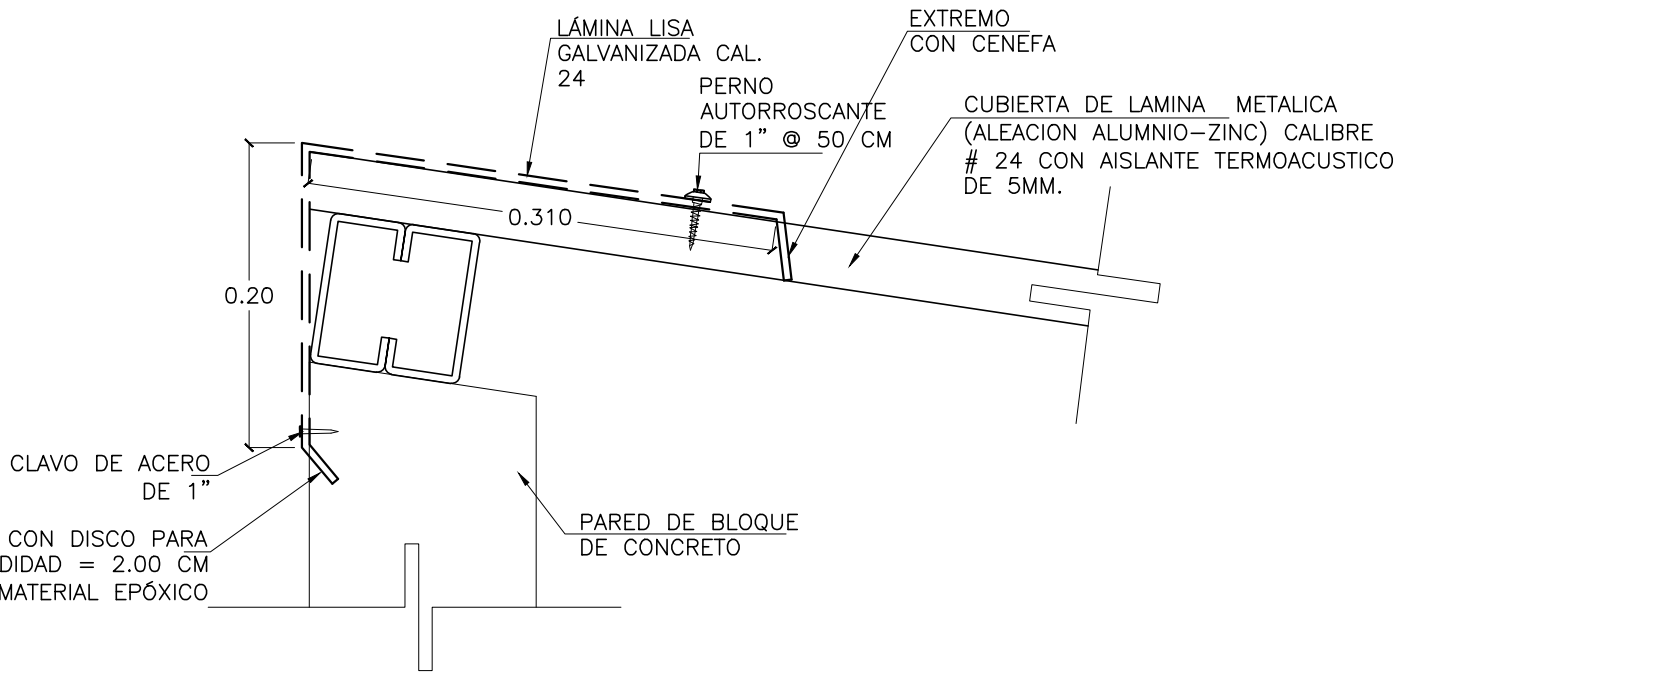 LÁMINA LISA
GALVANIZADA CAL.
24
EXTREMO
CON CENEFA
PERNO
AUTORROSCANTE
DE 1” @ 50 CM
CUBIERTA DE LAMINA METALICA
(ALEACION ALUMNIO-ZINC) CALIBRE
# 24 CON AISLANTE TERMOACUSTICO
DE 5MM.
0.310
0.20
CLAVO DE ACERO
DE 1”
CON DISCO PARA
DIDAD = 2.00 CM
MATERIAL EPÓXICO
PARED DE BLOQUE
DE CONCRETO